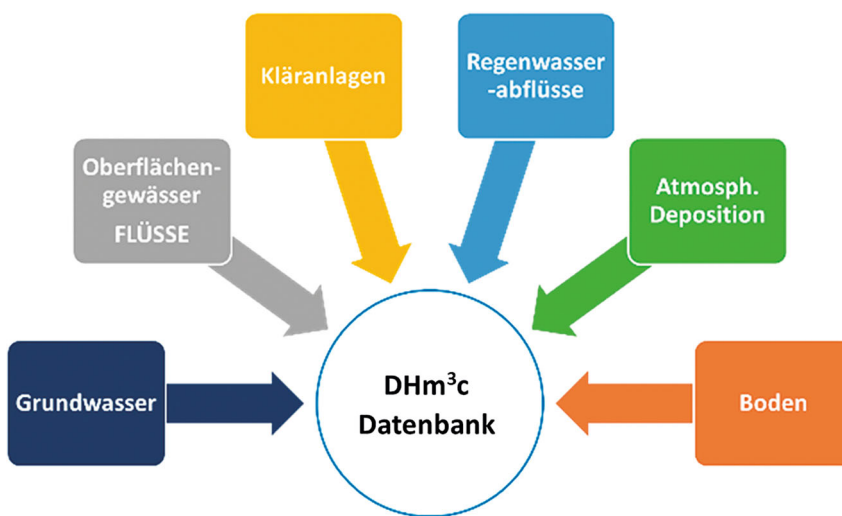 Kläranlagen
Regenwasser
-abflüsse
Oberflächen-
gewässer
FLÜSSE
Atmosph.
Deposition
Grundwasser
DHm³c
Datenbank
Boden